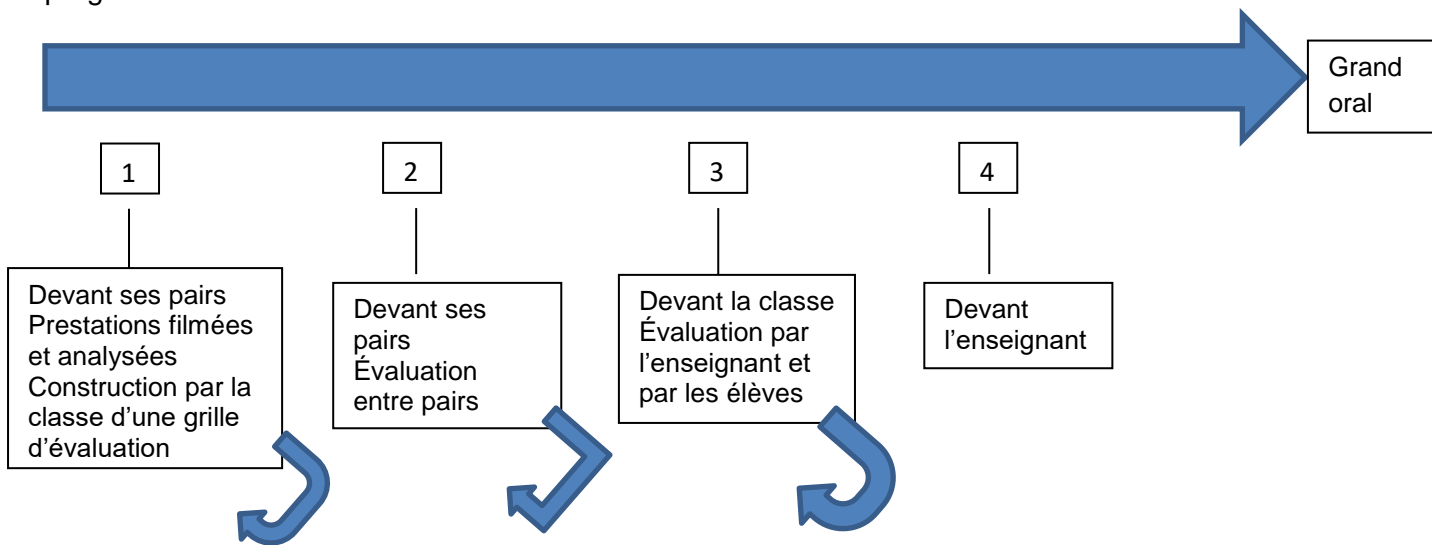 Grand
oral
1
2
3
4
Devant ses pairs
Prestations filmées
et analysées
Construction par la
classe d’une grille
d’évaluation
Devant ses
pairs
Évaluation
entre pairs
Devant la classe
Évaluation par
l’enseignant et
par les élèves
Devant
l’enseignant